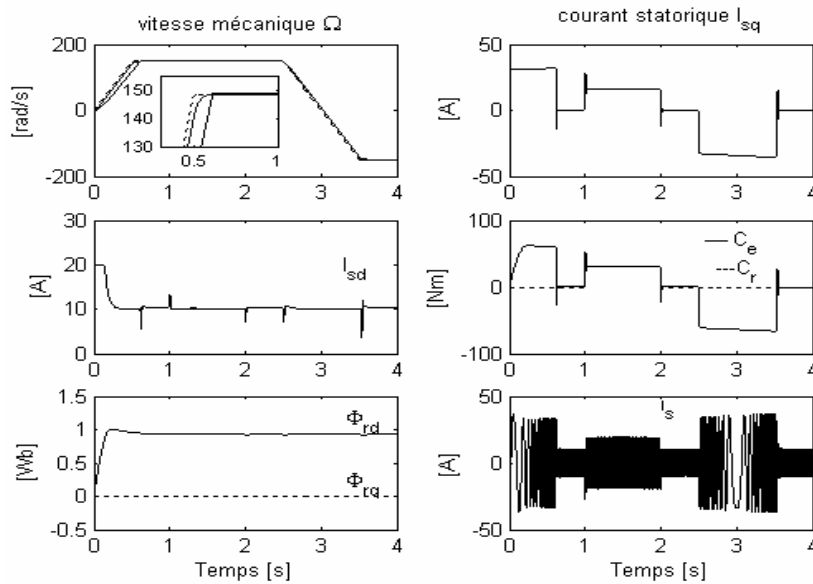 vitesse mécanique Ω
courant statorique I_sq
[rad/s]
200
0
-200
150
140
130
0.5
1
0 1 2 3 4
[A]
50
0
-50
0 1 2 3 4
[A]
30
20
10
0
I_sd
0 1 2 3 4
[Nm]
100
0
-100
C_e
C_r
0 1 2 3 4
[Wb]
1.5
1
0.5
0
-0.5
Φ_rd
Φ_rq
0 1 2 3 4
Temps [s]
[A]
50
0
-50
I_s
0 1 2 3 4
Temps [s]